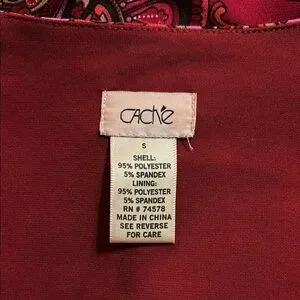 CACHÉ
S
SHELL:
95% POLYESTER
5% SPANDEX
LINING:
95% POLYESTER
5% SPANDEX
RN # 74578
MADE IN CHINA
SEE REVERSE
FOR CARE